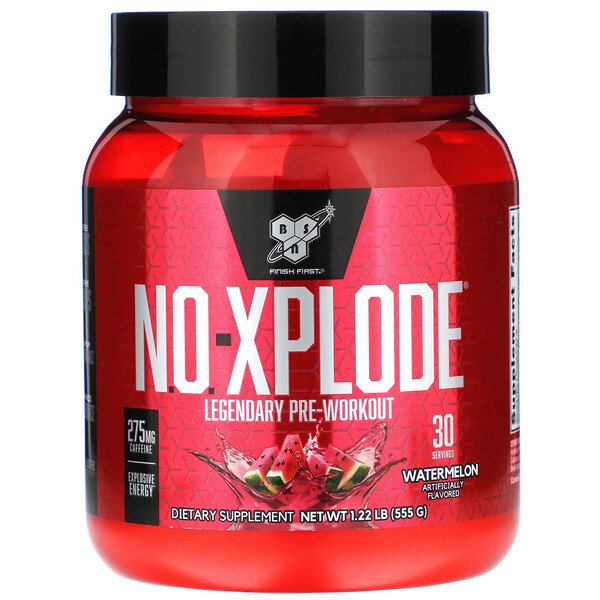 BSN
FINISH FIRST.®
N.O.-XPLODE®
LEGENDARY PRE-WORKOUT
275MG
CAFFEINE
EXPLOSIVE
ENERGY*
30
SERVINGS
WATERMELON
ARTIFICIALLY
FLAVORED
DIETARY SUPPLEMENT NET WT 1.22 LB (555 G)
Supplement Facts